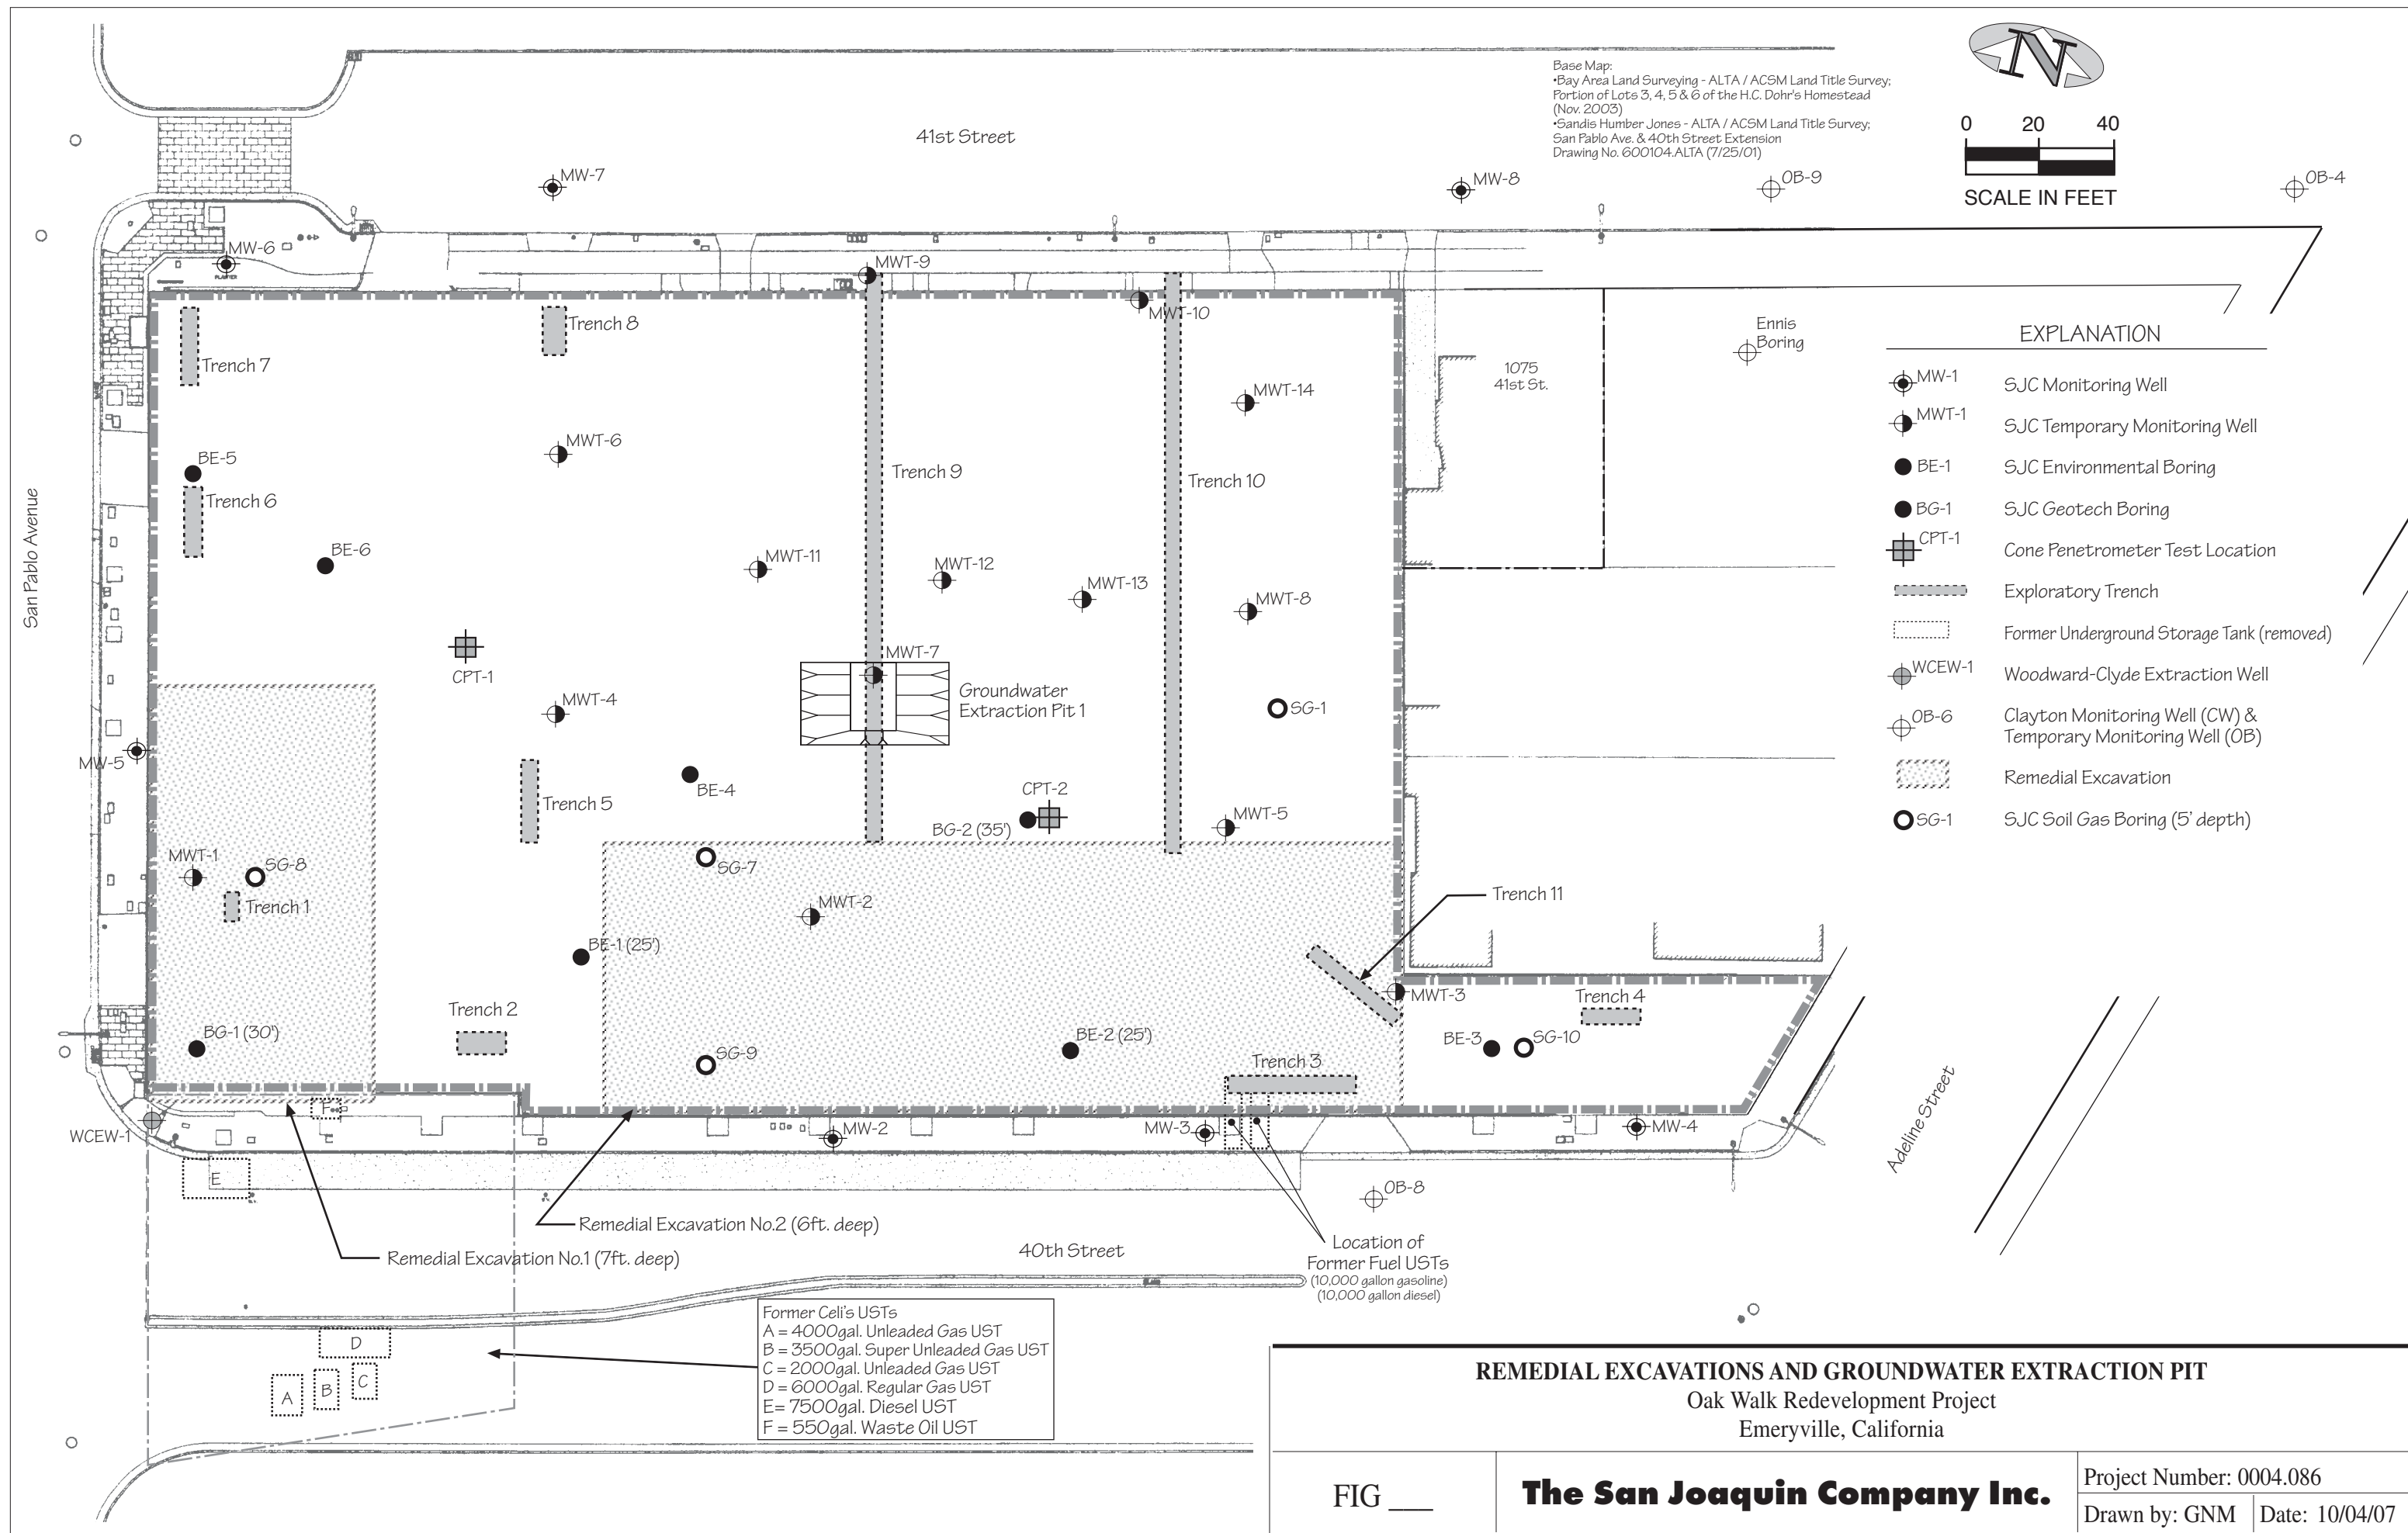 Base Map:
•Bay Area Land Surveying - ALTA / ACSM Land Title Survey;
Portion of Lots 3, 4, 5 & 6 of the H.C. Dohr's Homestead
(Nov. 2003)
•Sandis Humber Jones - ALTA / ACSM Land Title Survey;
San Pablo Ave. & 40th Street Extension
Drawing No. 600104.ALTA (7/25/01)
N
0 20 40
SCALE IN FEET
41st Street
MW-7
MW-8
OB-9
OB-4
MW-6
PLANTER
MWT-9
MWT-10
Trench 7
Trench 8
Ennis
Boring
1075
41st St.
MWT-14
MWT-6
BE-5
Trench 6
Trench 9
Trench 10
San Pablo Avenue
BE-6
MWT-11
MWT-12
MWT-13
MWT-8
CPT-1
MWT-7
Groundwater
Extraction Pit 1
MWT-4
SG-1
MW-5
BE-4
Trench 5
CPT-2
BG-2 (35')
MWT-5
MWT-1
SG-8
Trench 1
SG-7
MWT-2
Trench 11
BE-1 (25')
MWT-3
Trench 4
Trench 2
BG-1 (30')
SG-9
BE-2 (25')
BE-3
SG-10
Trench 3
F
WCEW-1
MW-2
MW-3
MW-4
Adeline Street
E
OB-8
Remedial Excavation No.2 (6ft. deep)
Remedial Excavation No.1 (7ft. deep)
40th Street
Location of
Former Fuel USTs
(10,000 gallon gasoline)
(10,000 gallon diesel)
D
A
B
C
Former Celi's USTs
A = 4000gal. Unleaded Gas UST
B = 3500gal. Super Unleaded Gas UST
C = 2000gal. Unleaded Gas UST
D = 6000gal. Regular Gas UST
E= 7500gal. Diesel UST
F = 550gal. Waste Oil UST
EXPLANATION
MW-1 SJC Monitoring Well
MWT-1 SJC Temporary Monitoring Well
BE-1 SJC Environmental Boring
BG-1 SJC Geotech Boring
CPT-1 Cone Penetrometer Test Location
Exploratory Trench
Former Underground Storage Tank (removed)
WCEW-1 Woodward-Clyde Extraction Well
OB-6 Clayton Monitoring Well (CW) &
Temporary Monitoring Well (OB)
Remedial Excavation
SG-1 SJC Soil Gas Boring (5' depth)
REMEDIAL EXCAVATIONS AND GROUNDWATER EXTRACTION PIT
Oak Walk Redevelopment Project
Emeryville, California
FIG ___
The San Joaquin Company Inc.
Project Number: 0004.086
Drawn by: GNM
Date: 10/04/07